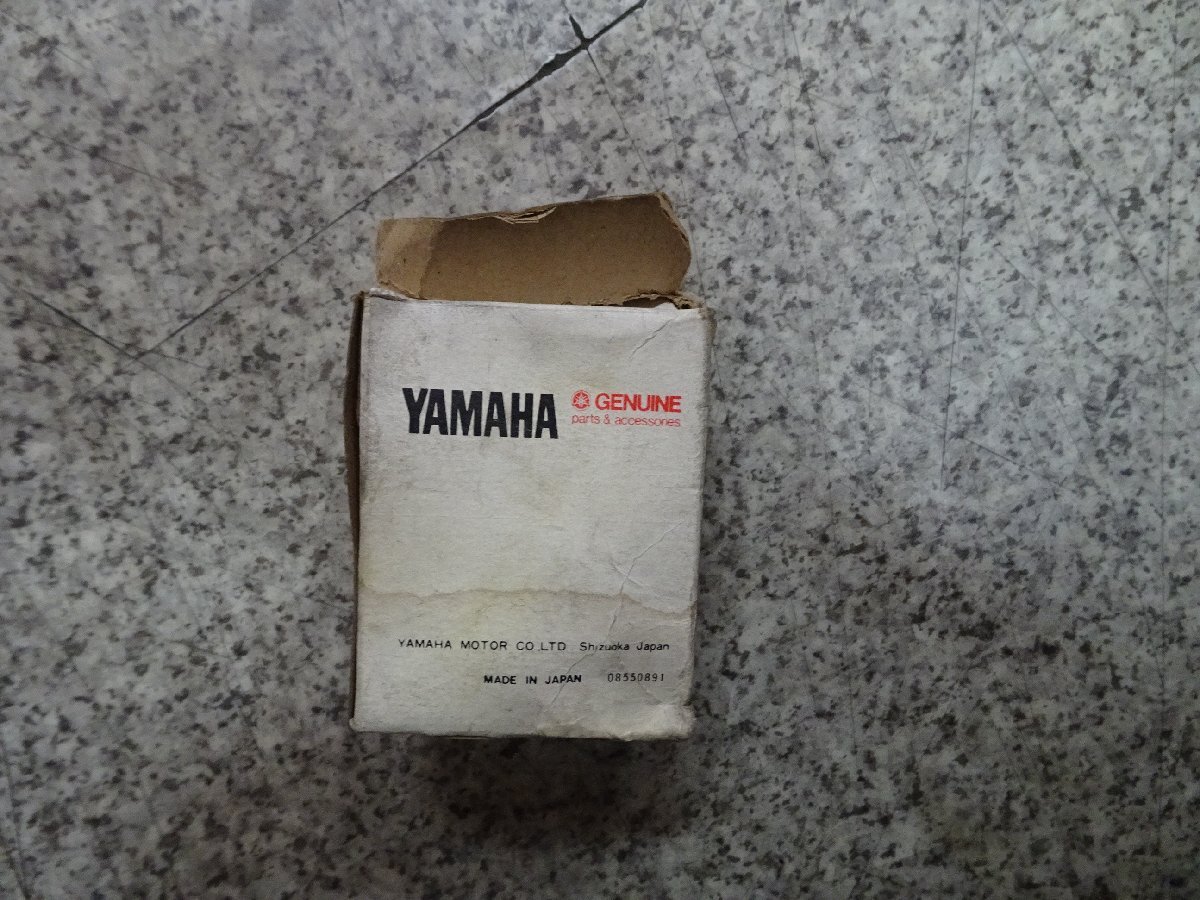 YAMAHA GENUINE
parts & accessories
YAMAHA MOTOR CO.,LTD. Shizuoka Japan
MADE IN JAPAN 08550891